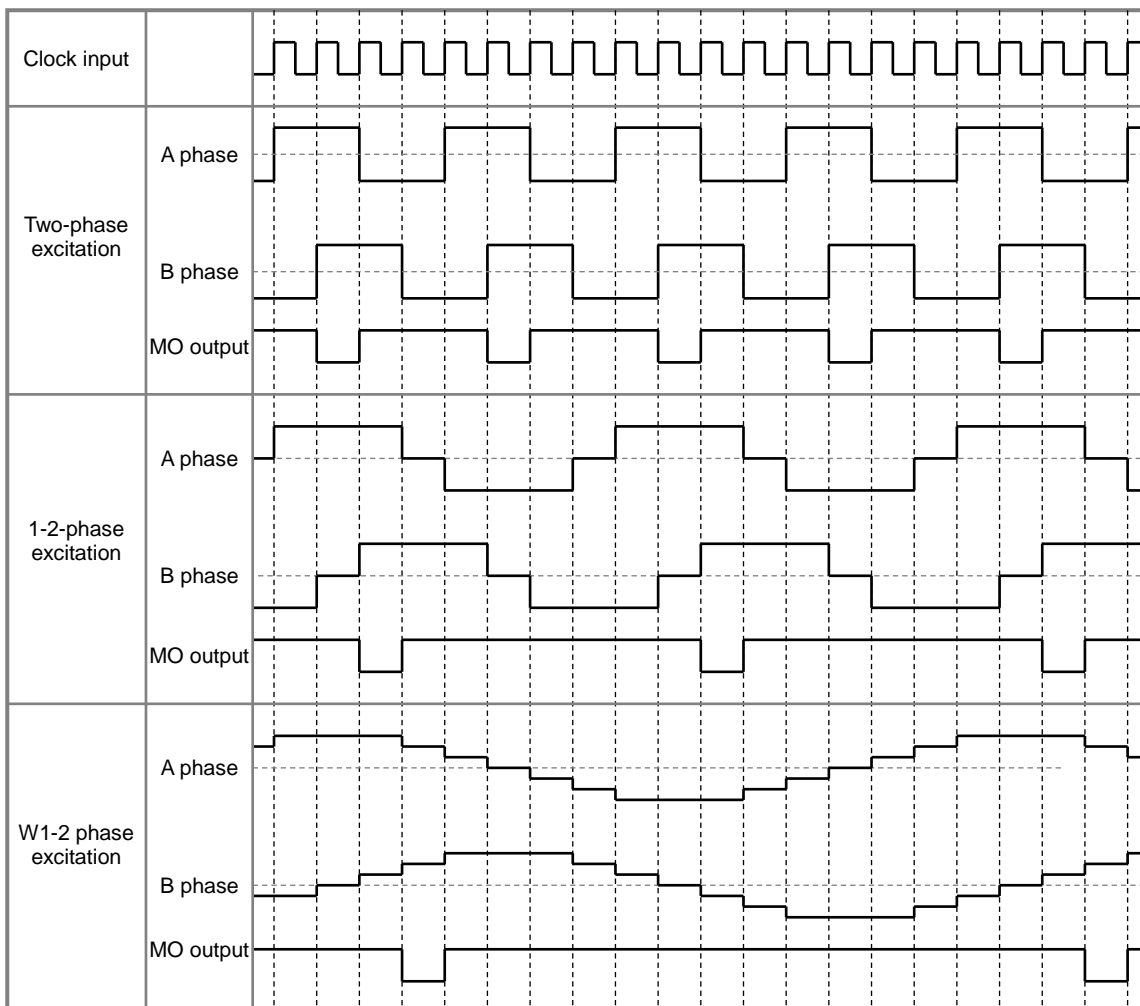 Clock input
Two-phase
excitation
A phase
B phase
MO output
1-2-phase
excitation
A phase
B phase
MO output
W1-2 phase
excitation
A phase
B phase
MO output